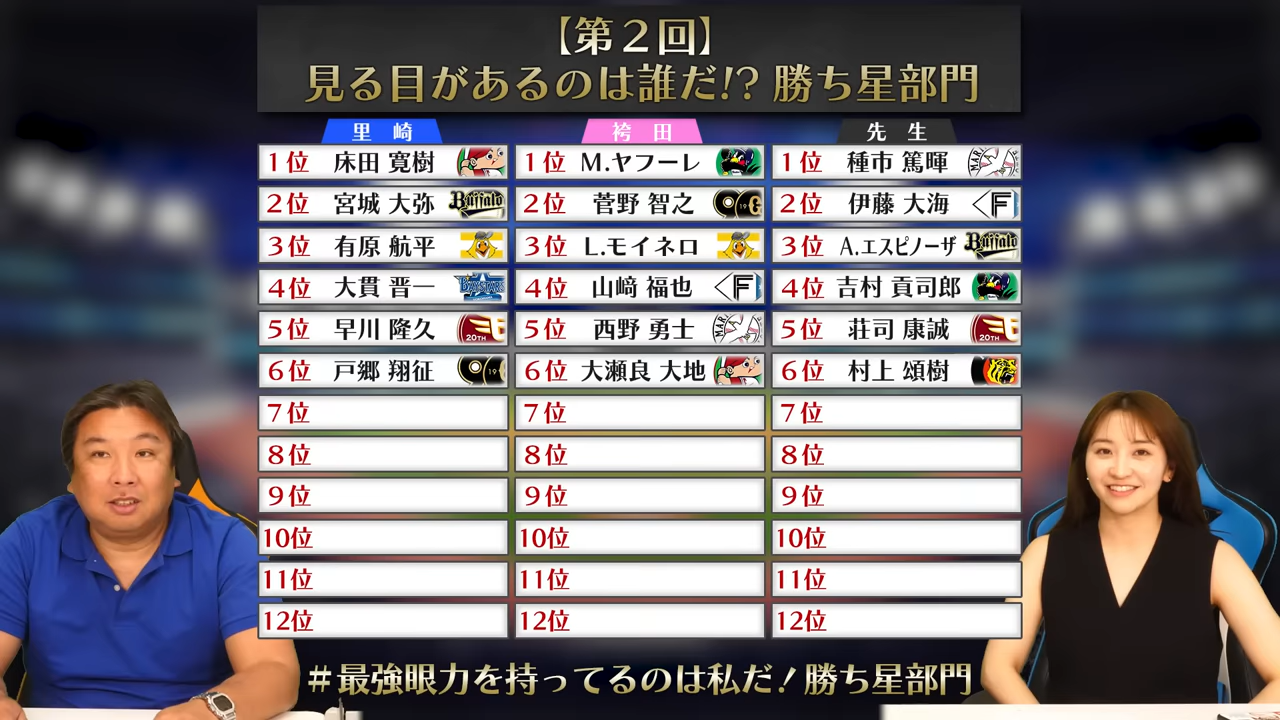 【第２回】
見る目があるのは誰だ!? 勝ち星部門
里 崎
袴 田
先 生
1位 床田 寛樹
1位 M.ヤフーレ
1位 種市 篤暉
2位 宮城 大弥 Buffalo
2位 菅野 智之
2位 伊藤 大海 F
3位 有原 航平
3位 L.モイネロ
3位 A.エスピノーザ Buffalo
4位 大貫 晋一 BAYSTARS
4位 山﨑 福也 F
4位 吉村 貢司郎
5位 早川 隆久 E 20TH
5位 西野 勇士 MAR
5位 荘司 康誠 E 20TH
6位 戸郷 翔征 19
6位 大瀬良 大地
6位 村上 頌樹
7位
7位
7位
8位
8位
8位
9位
9位
9位
10位
10位
10位
11位
11位
11位
12位
12位
12位
＃最強眼力を持ってるのは私だ！勝ち星部門